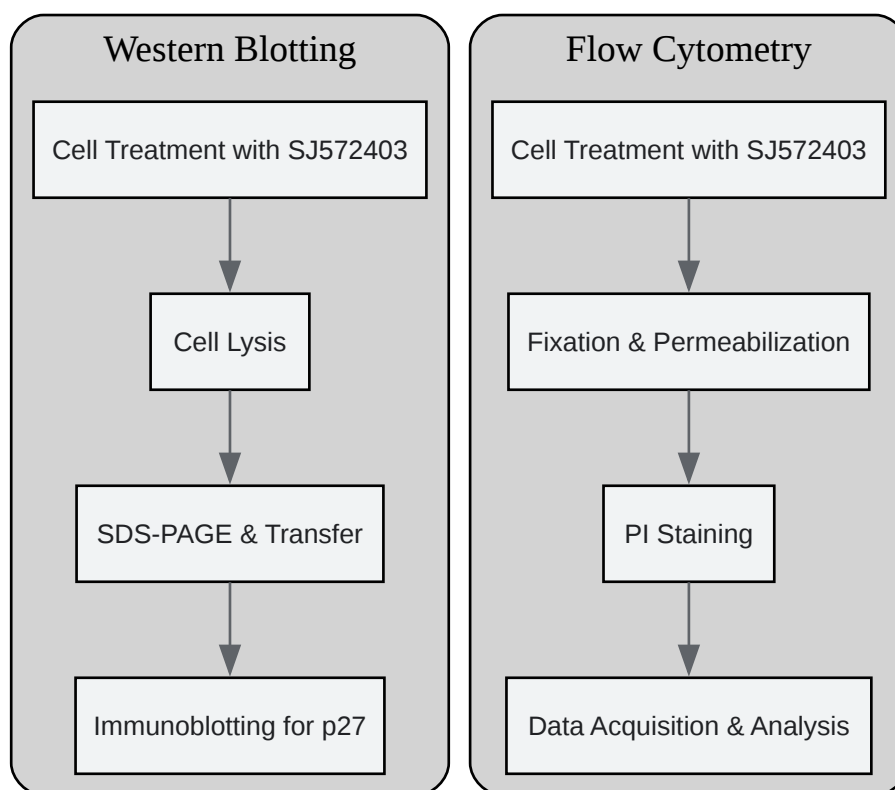 Western Blotting
Cell Treatment with SJ572403
Cell Lysis
SDS-PAGE & Transfer
Immunoblotting for p27
Flow Cytometry
Cell Treatment with SJ572403
Fixation & Permeabilization
PI Staining
Data Acquisition & Analysis